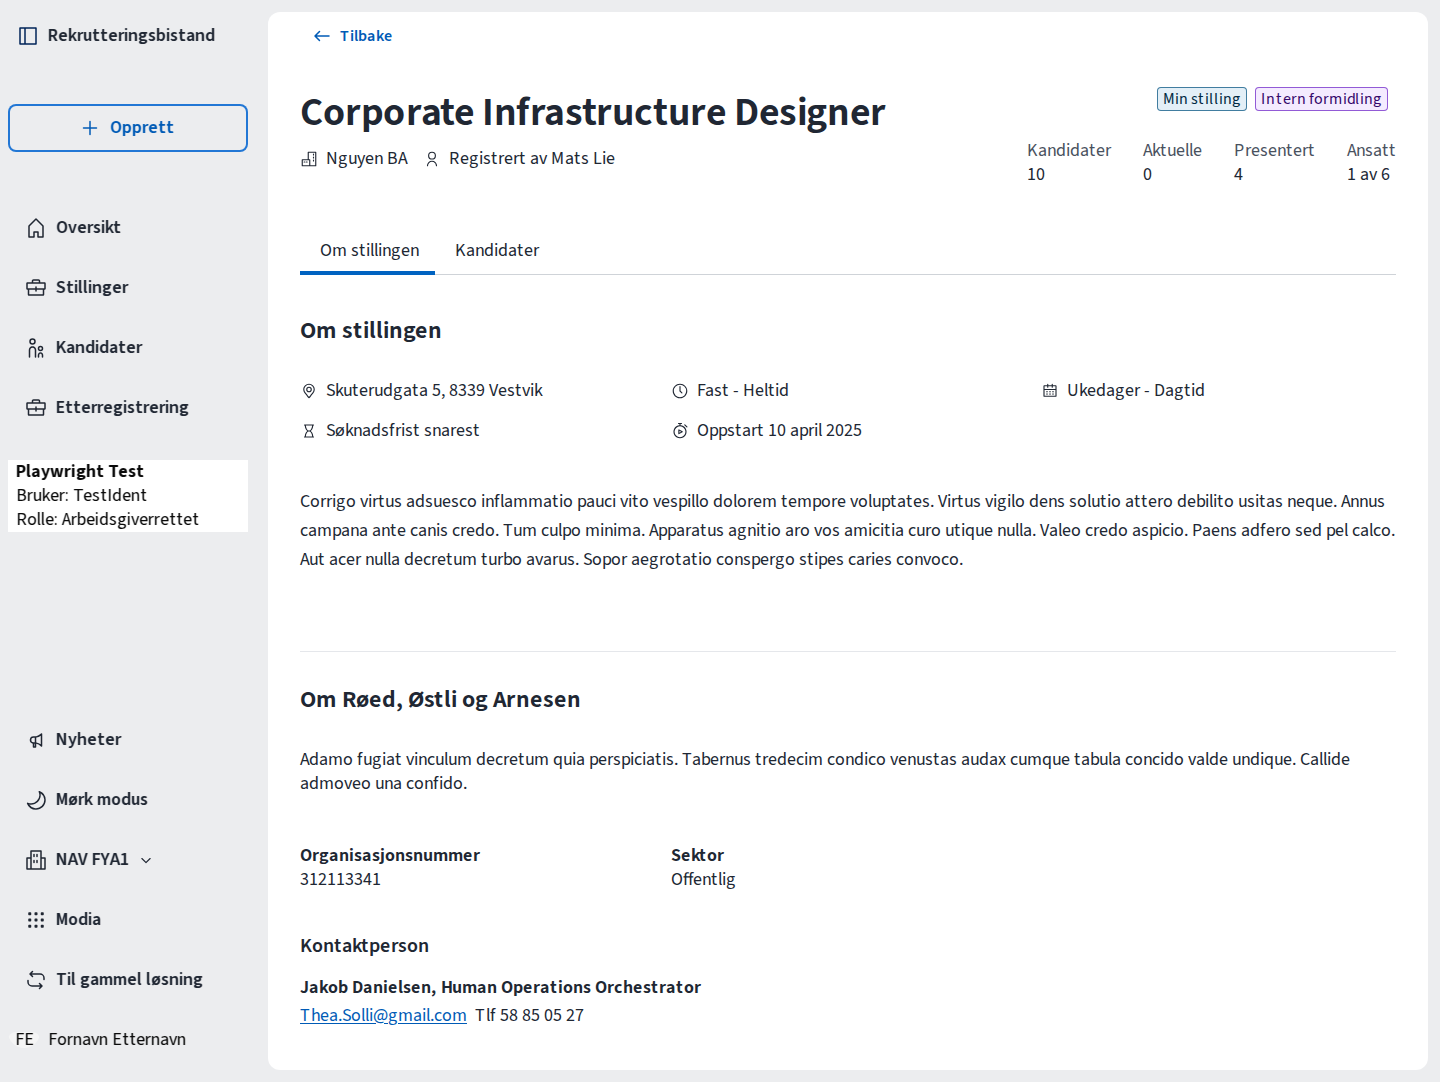 Rekrutteringsbistand
Opprett
Oversikt
Stillinger
Kandidater
Etterregistrering
Playwright Test
Bruker: TestIdent
Rolle: Arbeidsgiverrettet
Nyheter
Mørk modus
NAV FYA1
Modia
Til gammel løsning
FE Fornavn Etternavn
Tilbake
Corporate Infrastructure Designer
Min stilling Intern formidling
Nguyen BA Registrert av Mats Lie
Kandidater Aktuelle Presentert Ansatt
10 0 4 1 av 6
Om stillingen Kandidater
Om stillingen
Skuterudgata 5, 8339 Vestvik Fast - Heltid Ukedager - Dagtid
Søknadsfrist snarest Oppstart 10 april 2025
Corrigo virtus adsuesco inflammatio pauci vito vespillo dolorem tempore voluptates. Virtus vigilo dens solutio attero debilito usitas neque. Annus
campana ante canis credo. Tum culpo minima. Apparatus agnitio aro vos amicitia curo utique nulla. Valeo credo aspicio. Paens adfero sed pel calco.
Aut acer nulla decretum turbo avarus. Sopor aegrotatio conspergo stipes caries convoco.
Om Røed, Østli og Arnesen
Adamo fugiat vinculum decretum quia perspiciatis. Tabernus tredecim condico venustas audax cumque tabula concido valde undique. Callide
admoveo una confido.
Organisasjonsnummer Sektor
312113341 Offentlig
Kontaktperson
Jakob Danielsen, Human Operations Orchestrator
Thea.Solli@gmail.com Tlf 58 85 05 27